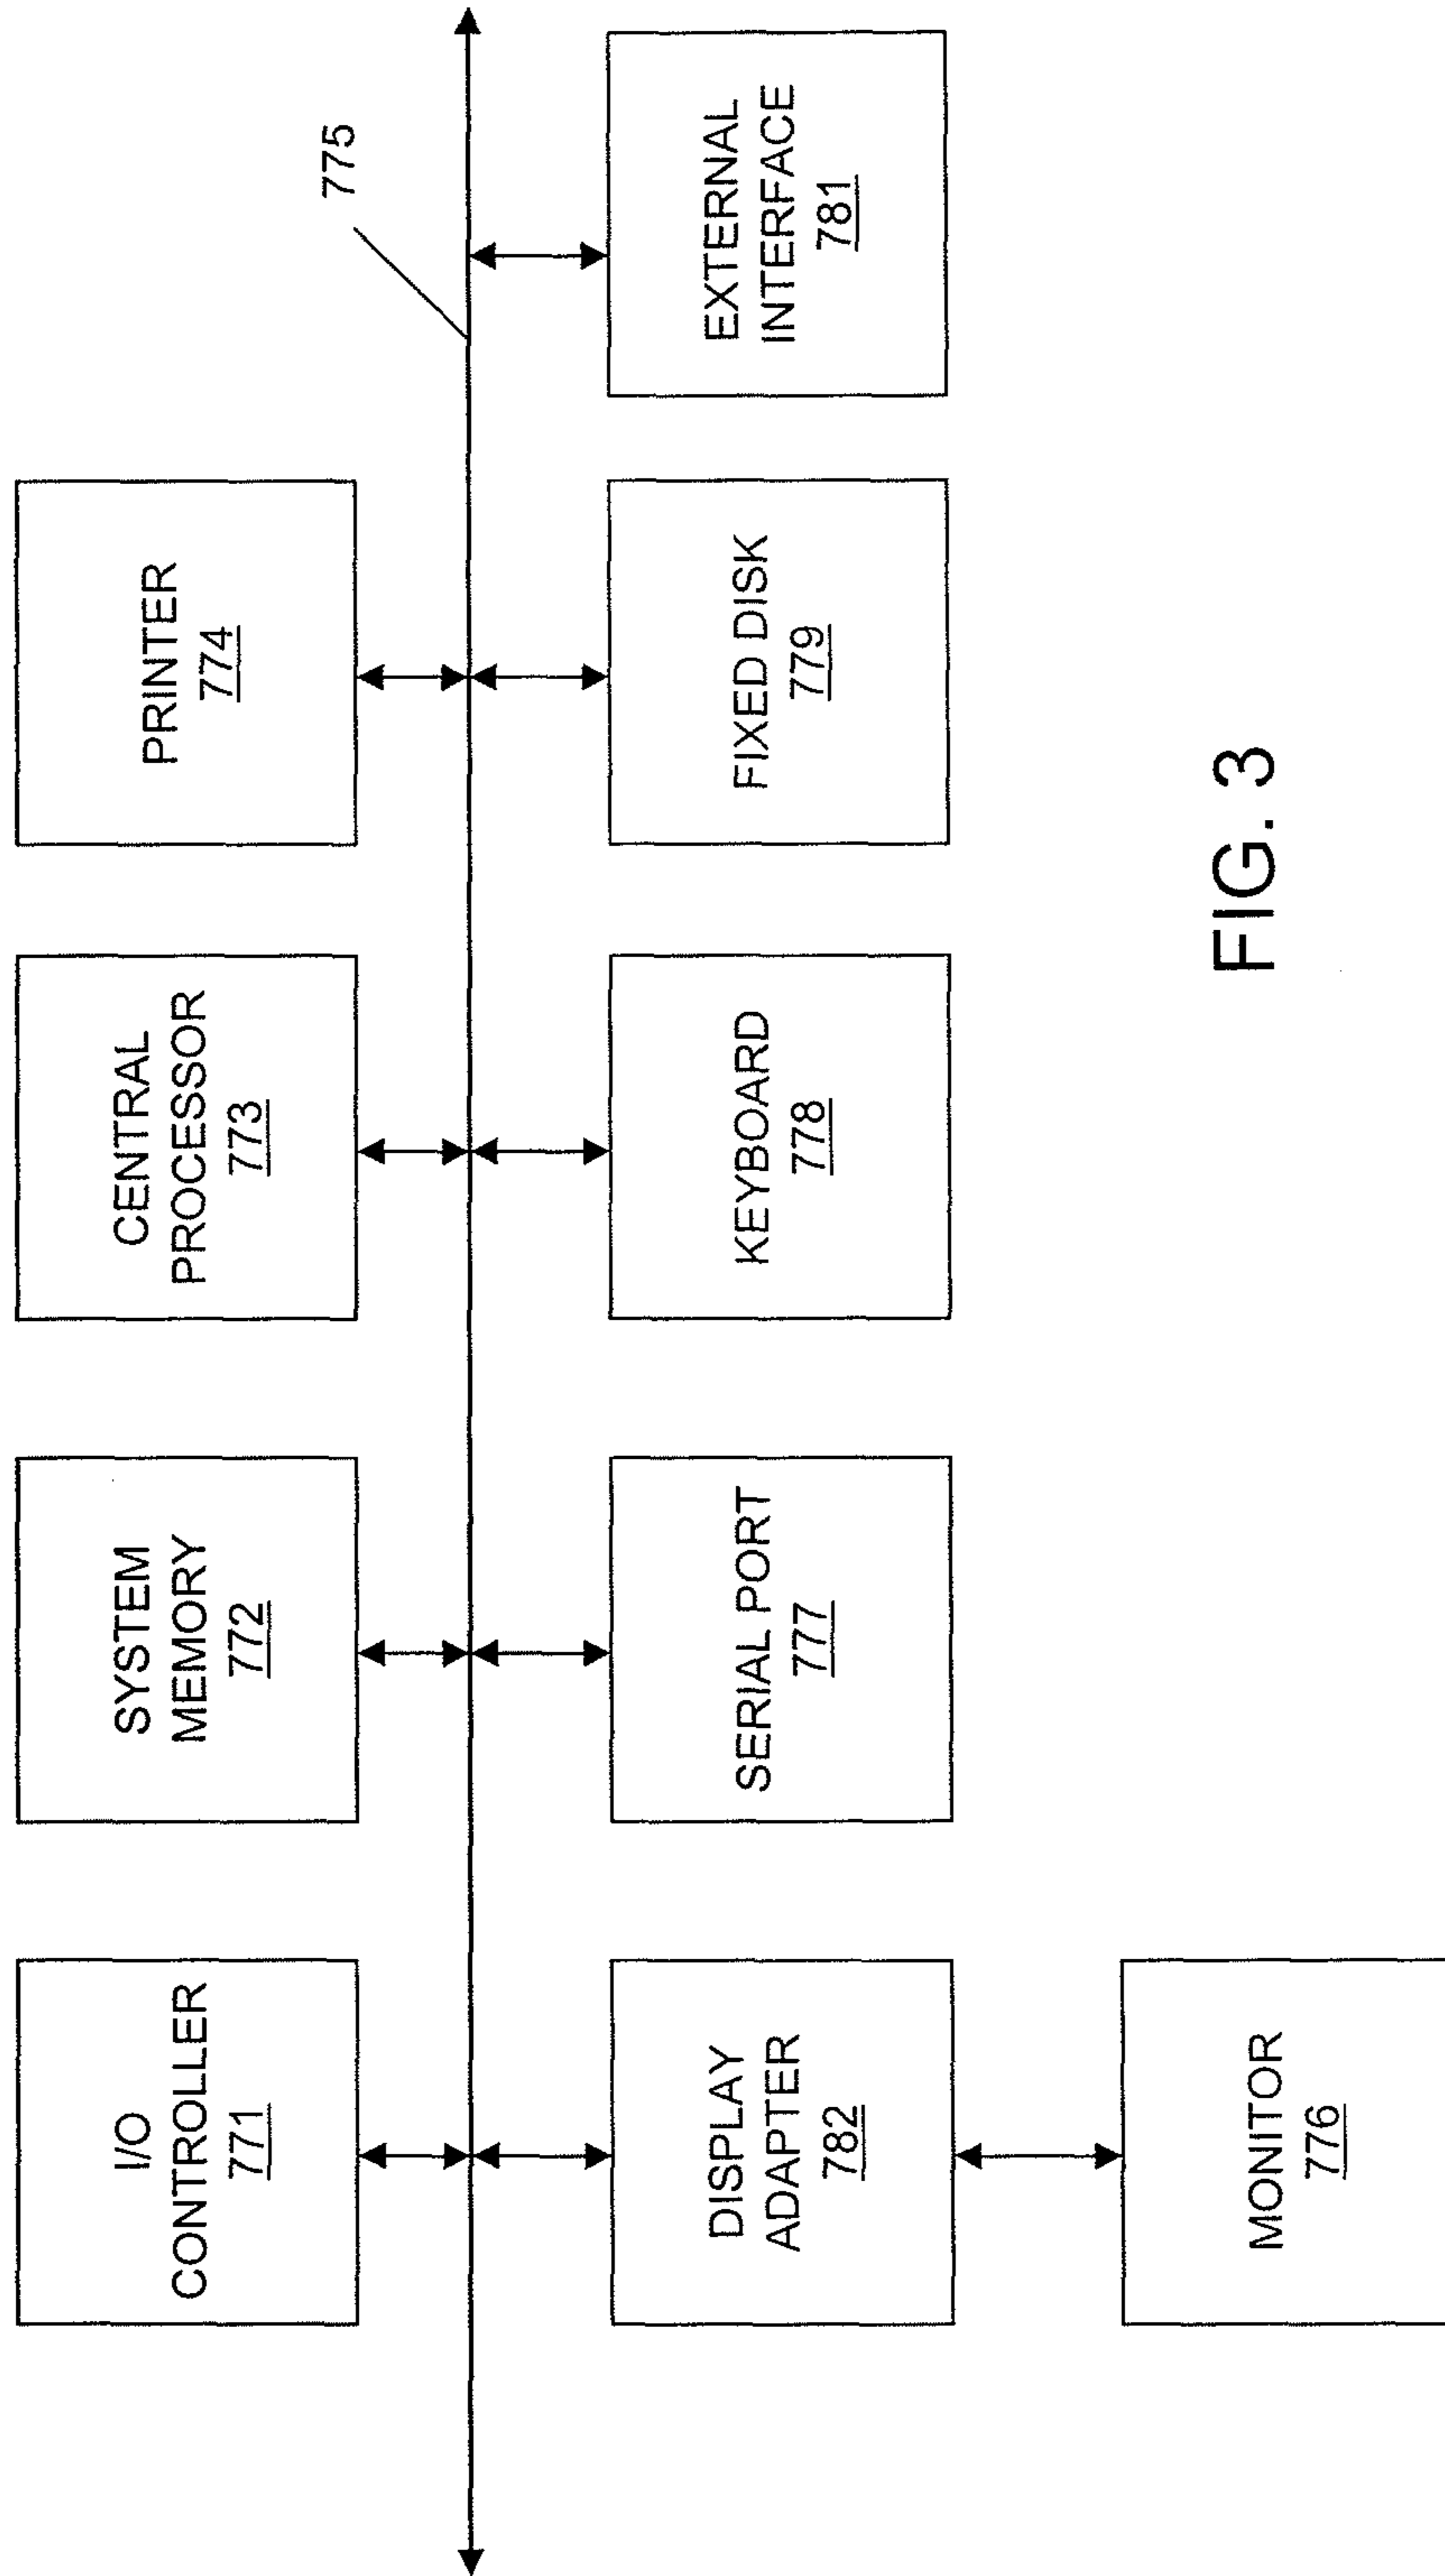 I/O
CONTROLLER
771
SYSTEM
MEMORY
772
CENTRAL
PROCESSOR
773
PRINTER
774
775
DISPLAY
ADAPTER
782
SERIAL PORT
777
KEYBOARD
778
FIXED DISK
779
EXTERNAL
INTERFACE
781
MONITOR
776
FIG. 3